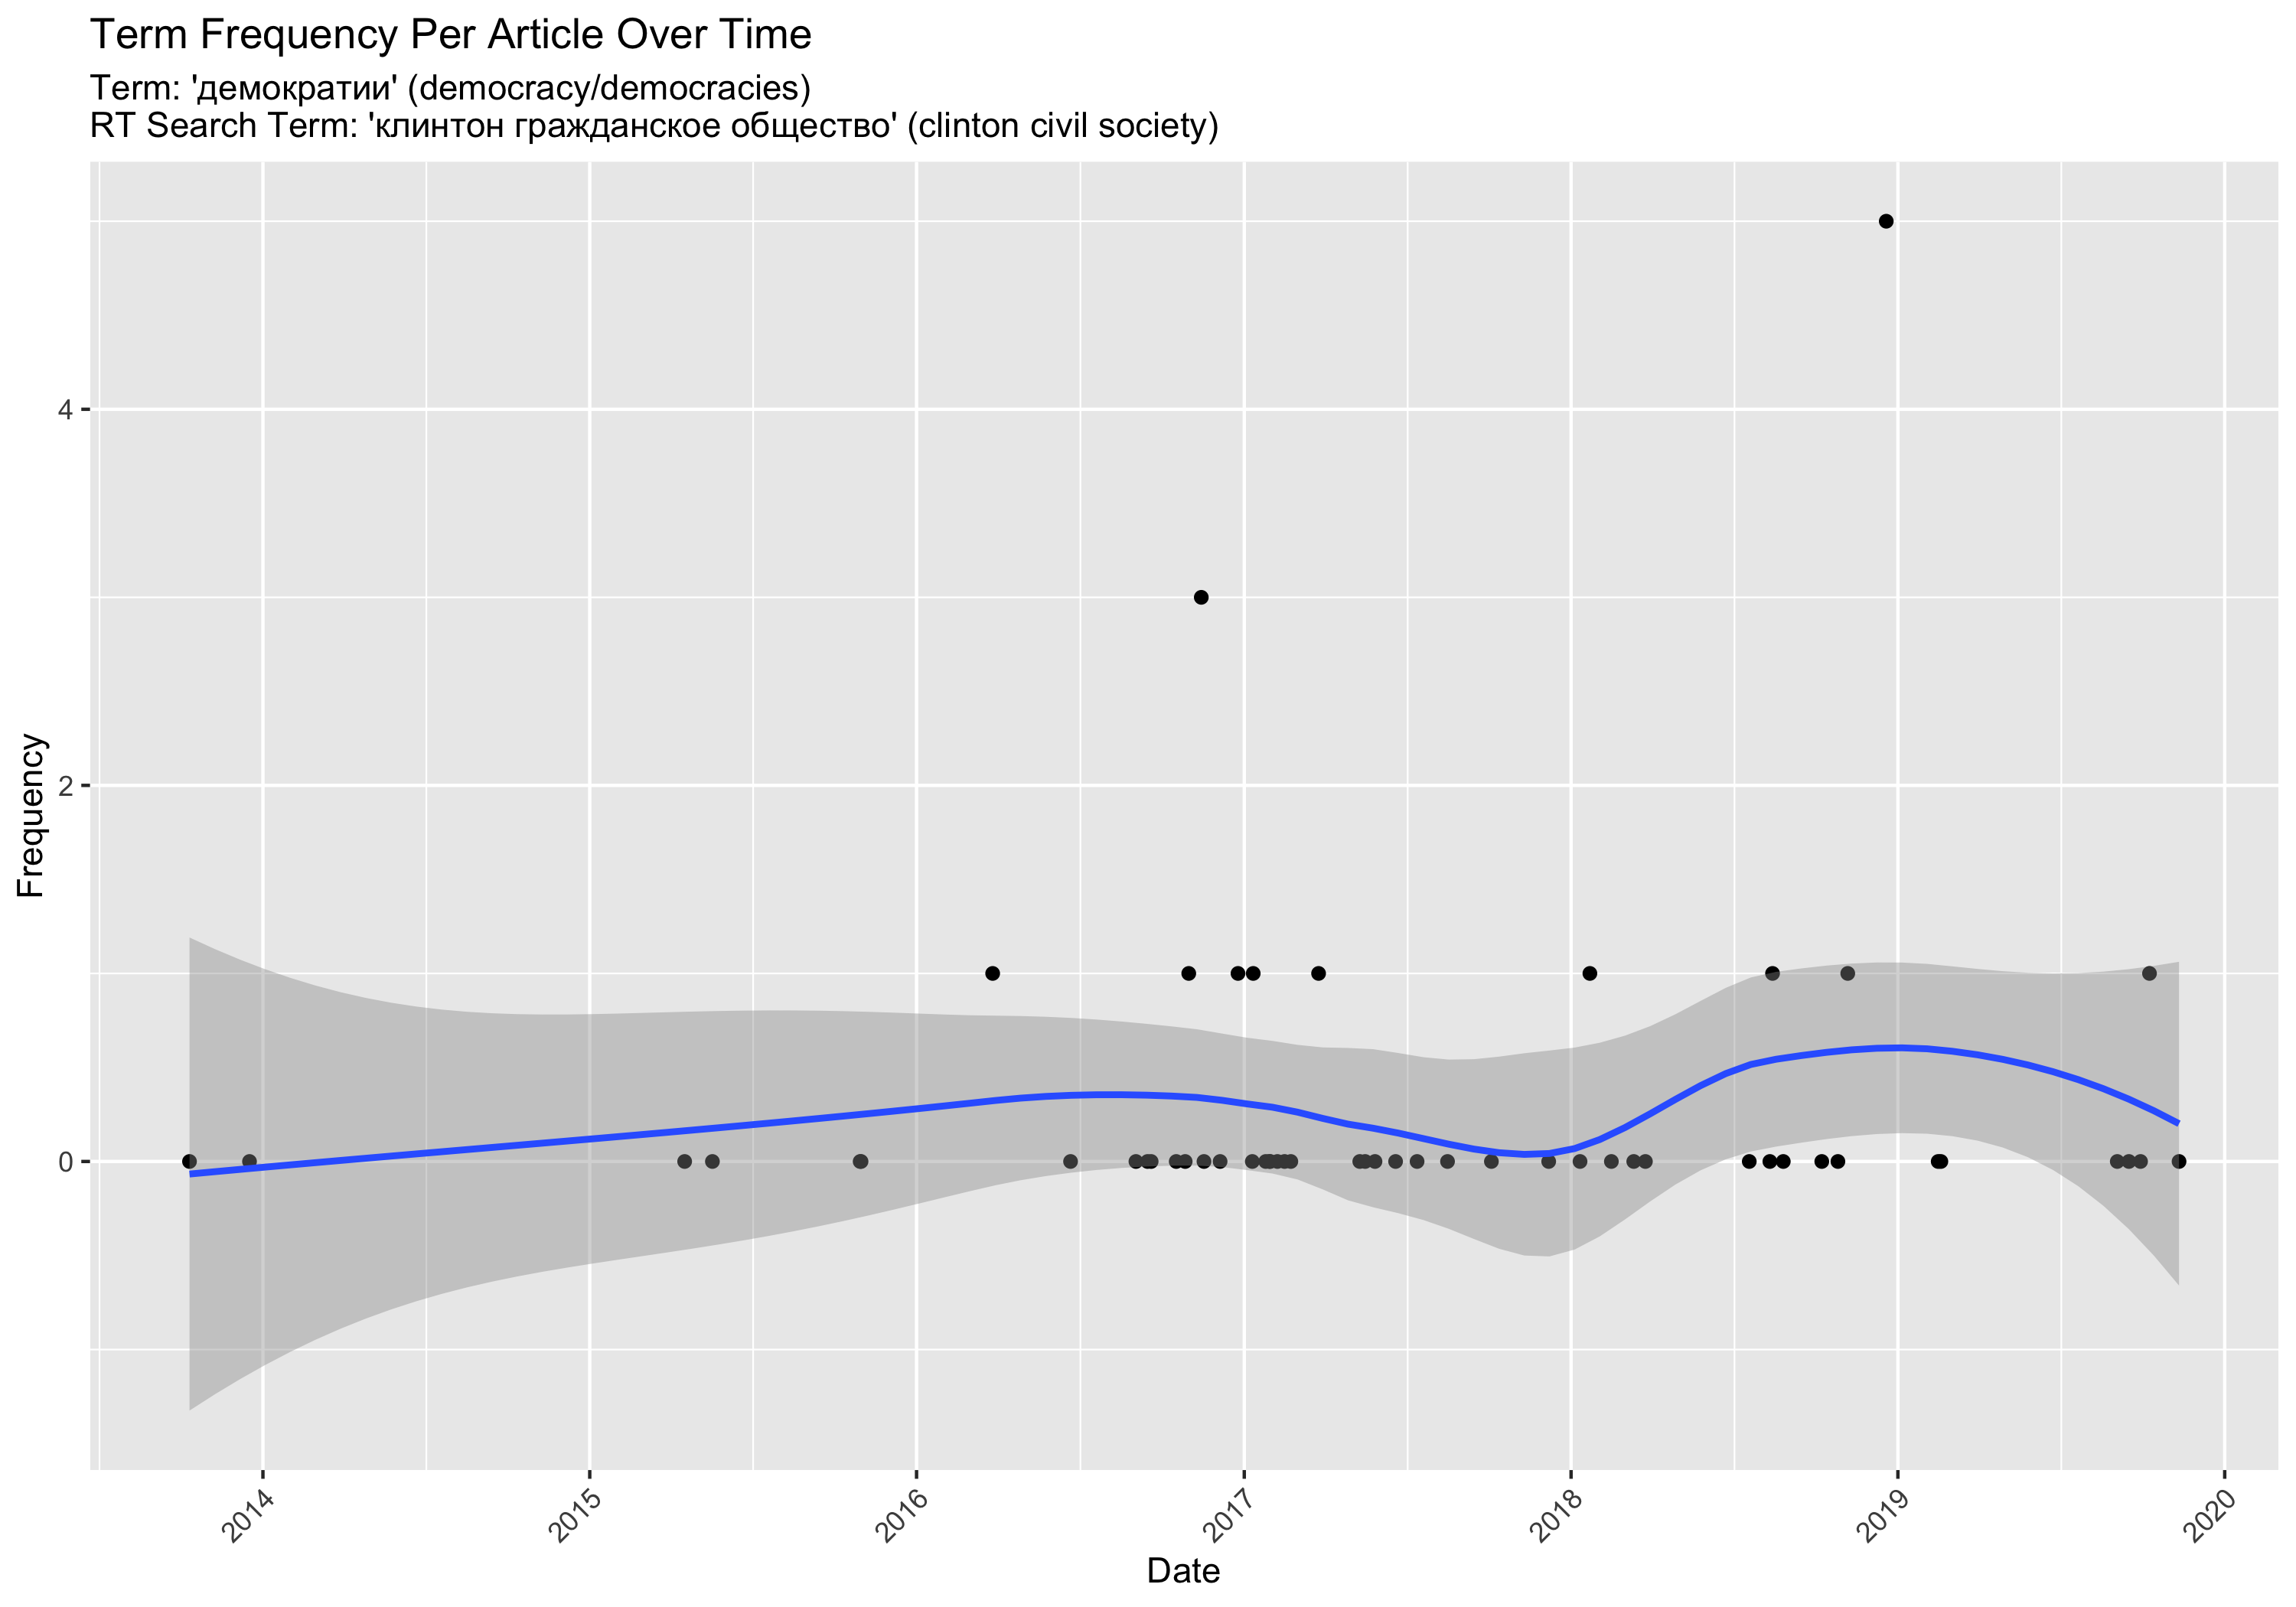 Term Frequency Per Article Over Time
Term: 'демократии' (democracy/democracies)
RT Search Term: 'клинтон гражданское общество' (clinton civil society)
Frequency
4
2
0
2014
2015
2016
2017
2018
2019
2020
Date